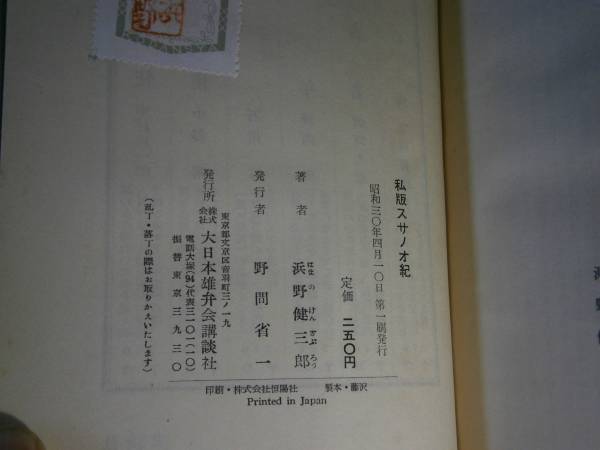 KODANSYA
私版スサノオ紀
昭和三〇年四月一〇日 第一刷発行
定価 二五〇円
著者 浜野健三郎
はまの けんざぶろう
発行者 野間省一
東京都文京区音羽町三ノ一九
発行所 株式会社 大日本雄弁会講談社
電話大塚(94)代表三一〇一(一〇)
振替東京三九三〇
(乱丁・落丁の際はお取りかえいたします)
印刷・株式会社恒陽社 製本・藤沢
Printed in Japan